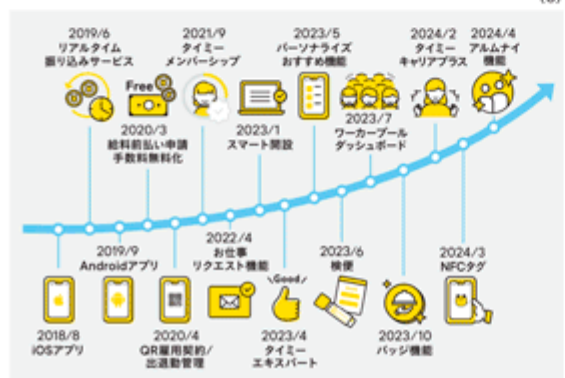 2019/6
リアルタイム
振り込みサービス
2021/9
タイミー
メンバーシップ
2023/5
パーソナライズ
おすすめ機能
2024/2
タイミー
キャリアプラス
2024/4
アルムナイ
機能
Free
2020/3
給料前払い申請
手数料無料化
2023/1
スマート開設
2023/7
ワーカープール
ダッシュボード
2019/9
Androidアプリ
2022/4
お仕事
リクエスト機能
2023/6
検便
2024/3
NFCタグ
Good
2018/8
iOSアプリ
2020/4
QR雇用契約/
出退勤管理
2023/4
タイミー
エキスパート
2023/10
バッジ機能